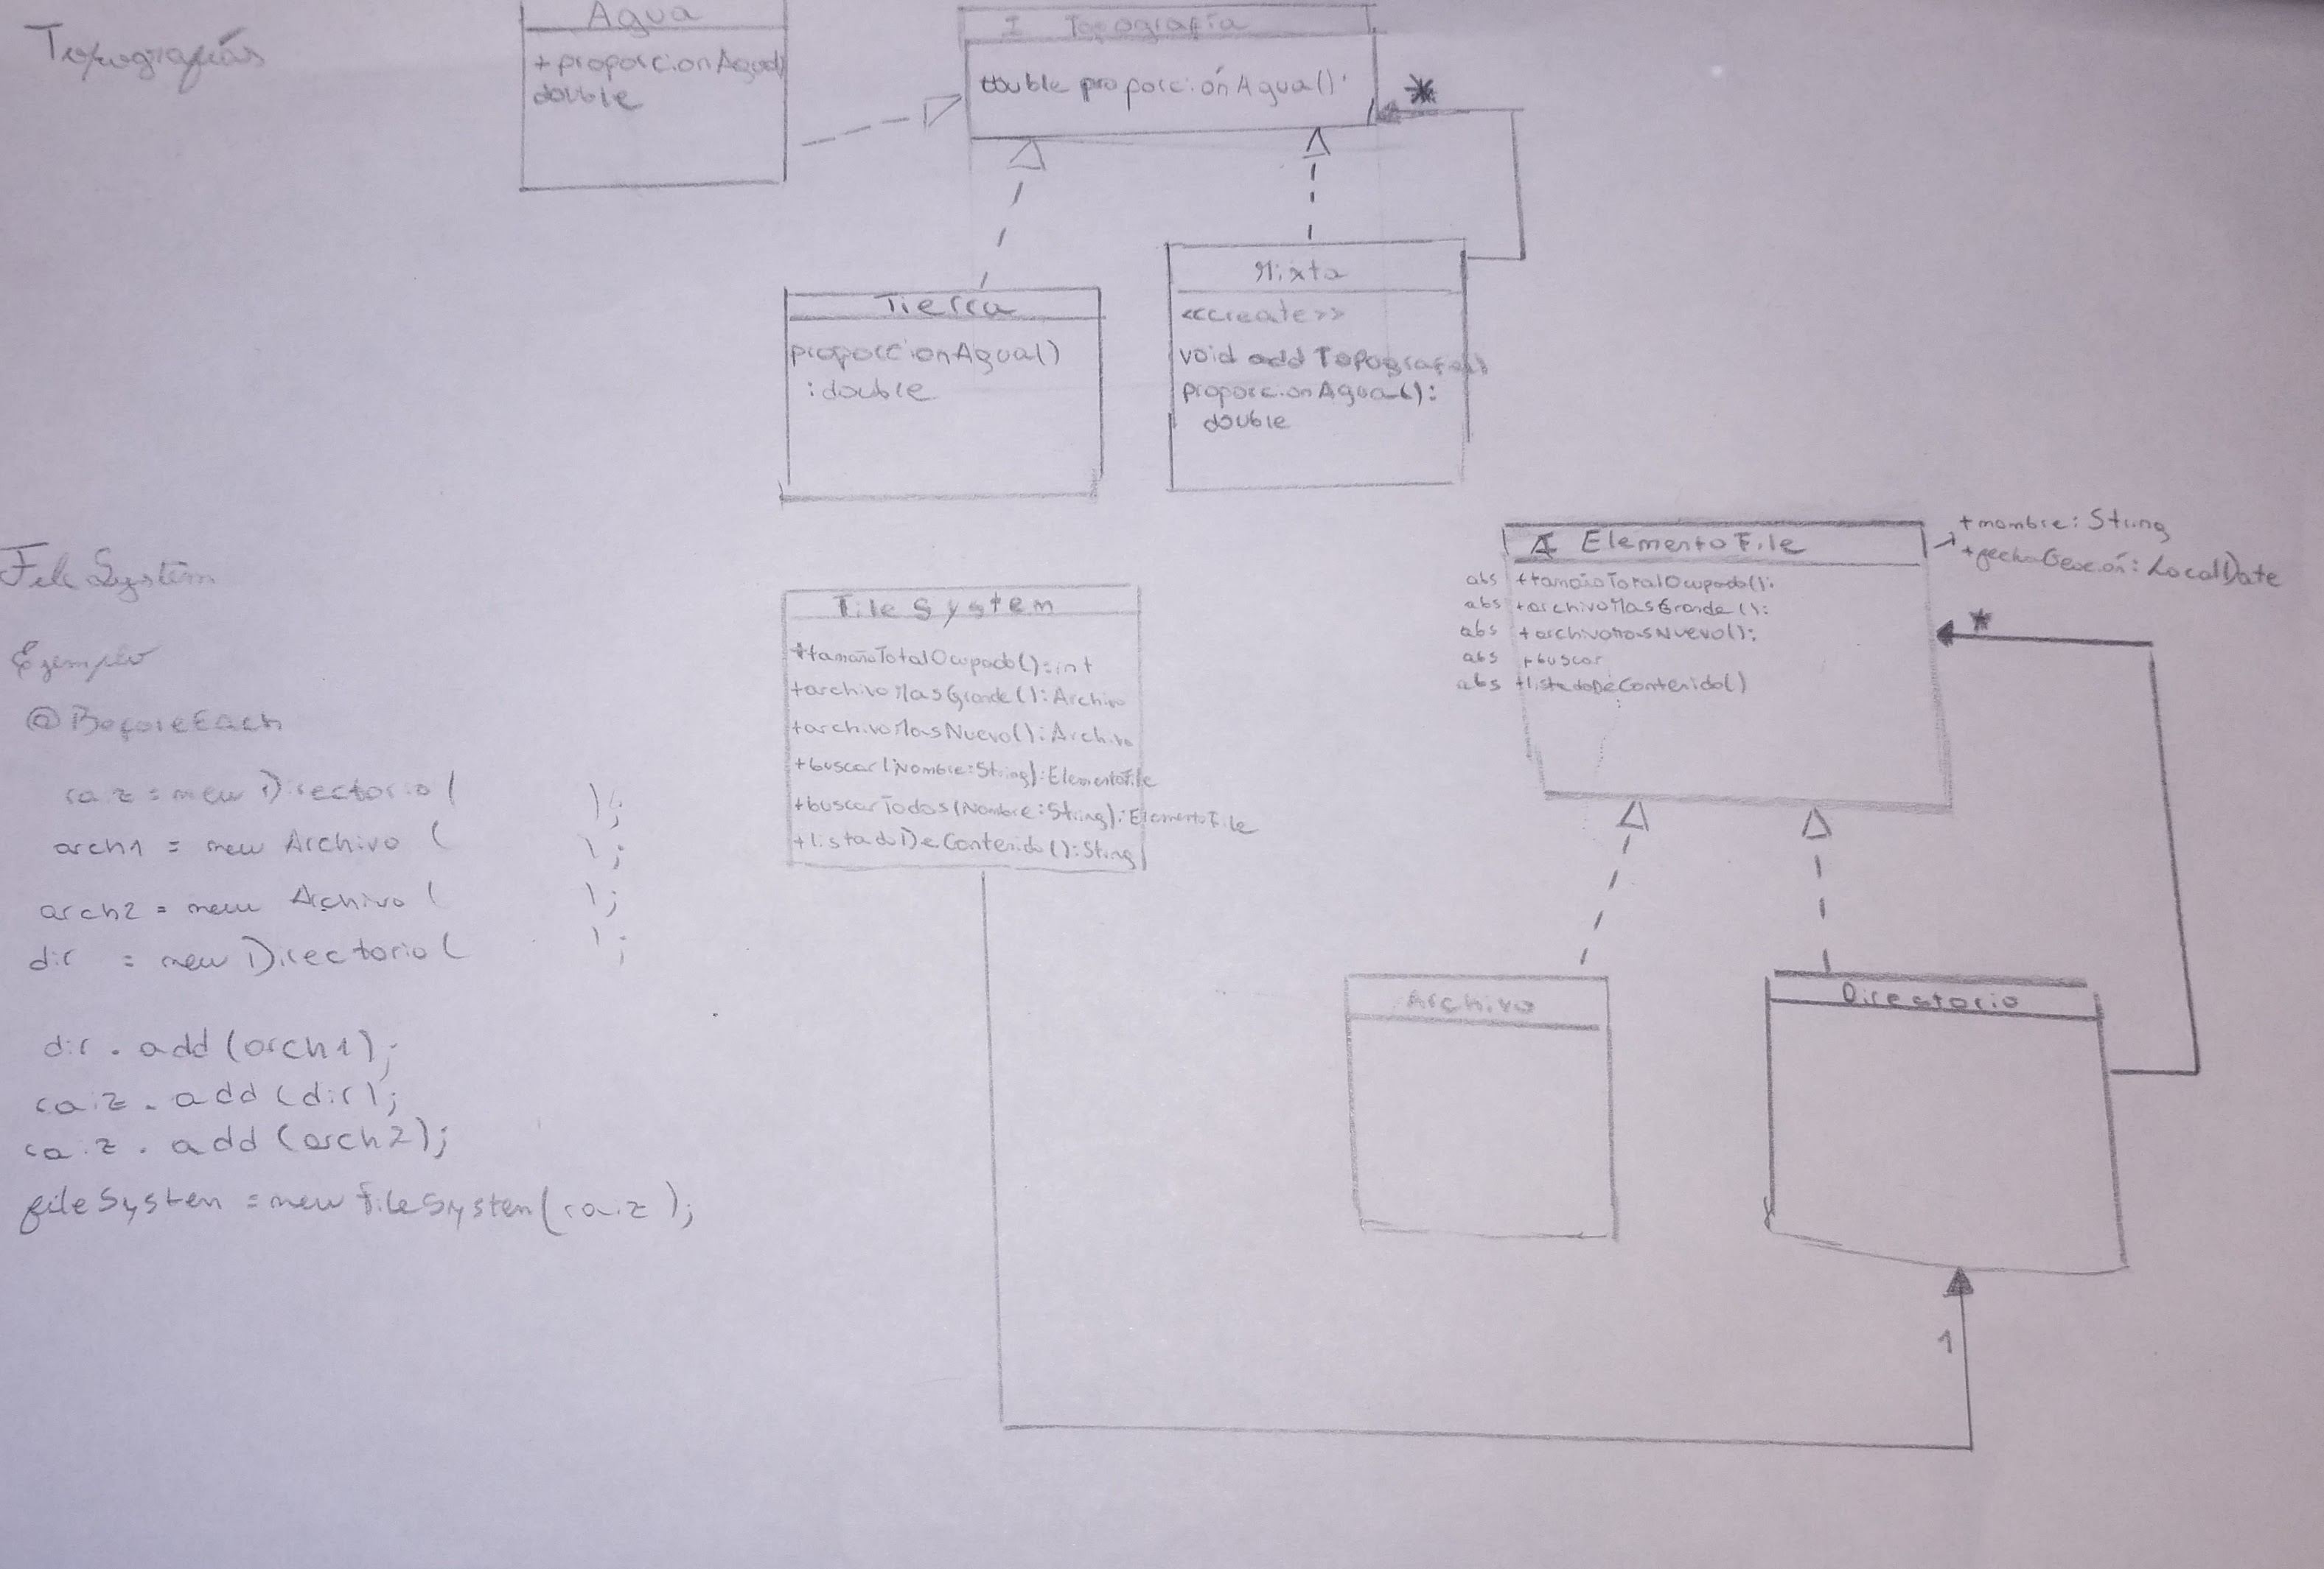 Topografías
Agua
+proporcionAgua()
double
I Topografía
double proporciónAgua()
*
Tierra
proporcionAgua()
:double
Mixta
<<create>>
void add Topografia()
proporcionAgua():
double
File System
Ejemplo
@BeforeEach
raiz = new Directorio( );
arch1 = new Archivo ( );
arch2 = new Archivo ( );
dir = new Directorio( );
dir . add (arch1);
raiz . add (dir);
raiz . add (arch2);
fileSysten = new fileSysten(raiz);
File System
+tamañoTotalOcupado():int
+archivoMasGrande():Archivo
+archivoMasNuevo():Archivo
+buscar(Nombre:String):ElementoFile
+buscarTodos(Nombre:String):ElementoFile
+listadoDeContenido():String
ElementoFile
+nombre: String
: LocalDate
abs +tamañoTotalOcupado():
abs +archivoMasGrande():
abs +archivoMasNuevo():
abs +buscar
abs +listadoDeContenido()
*
Archivo
Directorio
1